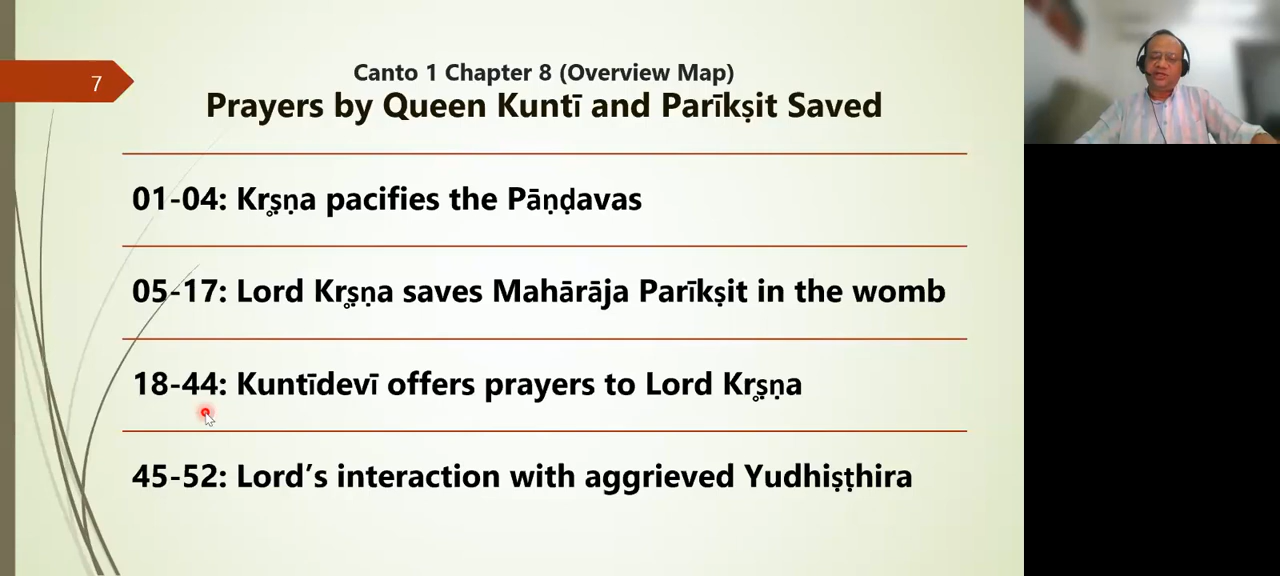 7
Canto 1 Chapter 8 (Overview Map)
Prayers by Queen Kuntī and Parīkṣit Saved
01-04: Kṛṣṇa pacifies the Pāṇḍavas
05-17: Lord Kṛṣṇa saves Mahārāja Parīkṣit in the womb
18-44: Kuntīdevī offers prayers to Lord Kṛṣṇa
45-52: Lord’s interaction with aggrieved Yudhiṣṭhira